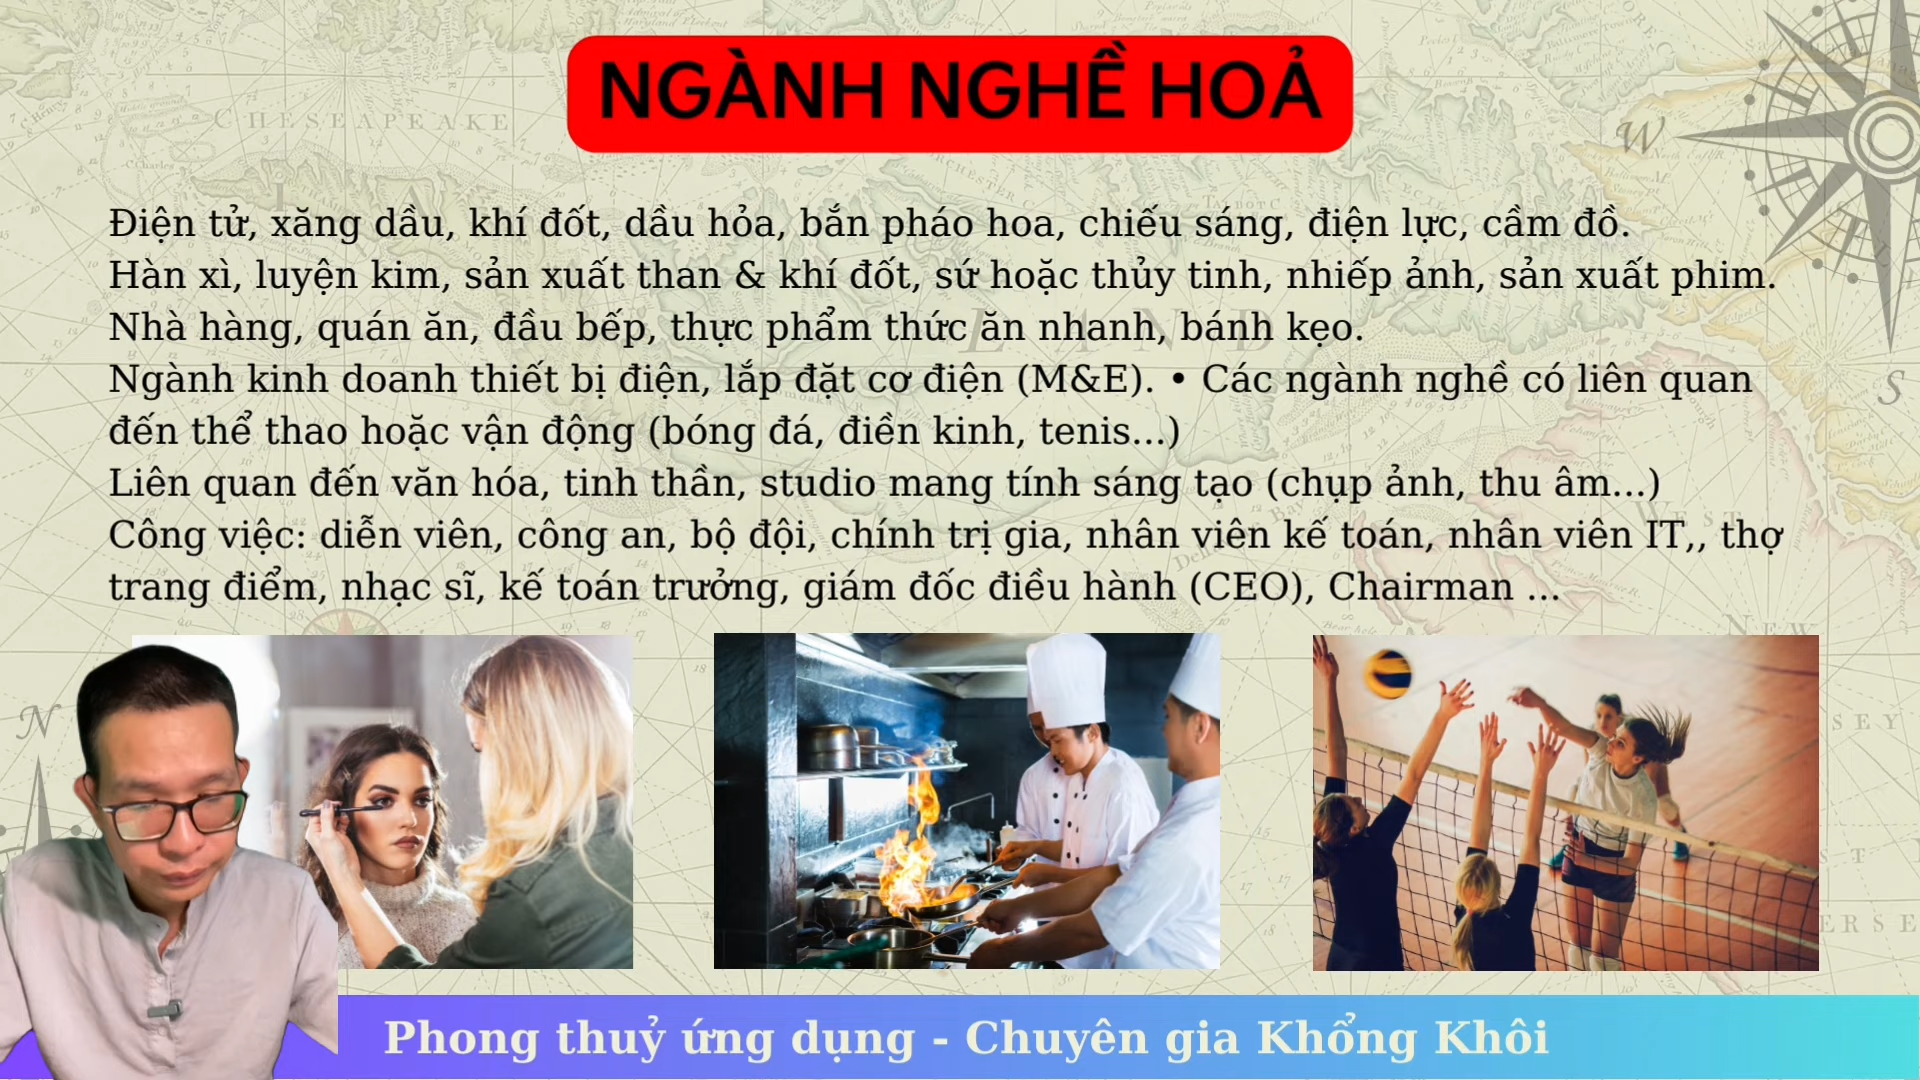 NGÀNH NGHỀ HOẢ
Điện tử, xăng dầu, khí đốt, dầu hỏa, bắn pháo hoa, chiếu sáng, điện lực, cầm đồ.
Hàn xì, luyện kim, sản xuất than & khí đốt, sứ hoặc thủy tinh, nhiếp ảnh, sản xuất phim.
Nhà hàng, quán ăn, đầu bếp, thực phẩm thức ăn nhanh, bánh kẹo.
Ngành kinh doanh thiết bị điện, lắp đặt cơ điện (M&E). • Các ngành nghề có liên quan
đến thể thao hoặc vận động (bóng đá, điền kinh, tenis...)
Liên quan đến văn hóa, tinh thần, studio mang tính sáng tạo (chụp ảnh, thu âm...)
Công việc: diễn viên, công an, bộ đội, chính trị gia, nhân viên kế toán, nhân viên IT,, thợ
trang điểm, nhạc sĩ, kế toán trưởng, giám đốc điều hành (CEO), Chairman ...
Phong thuỷ ứng dụng - Chuyên gia Khổng Khôi
CHESEAPEAKE
LAND
W
S
N